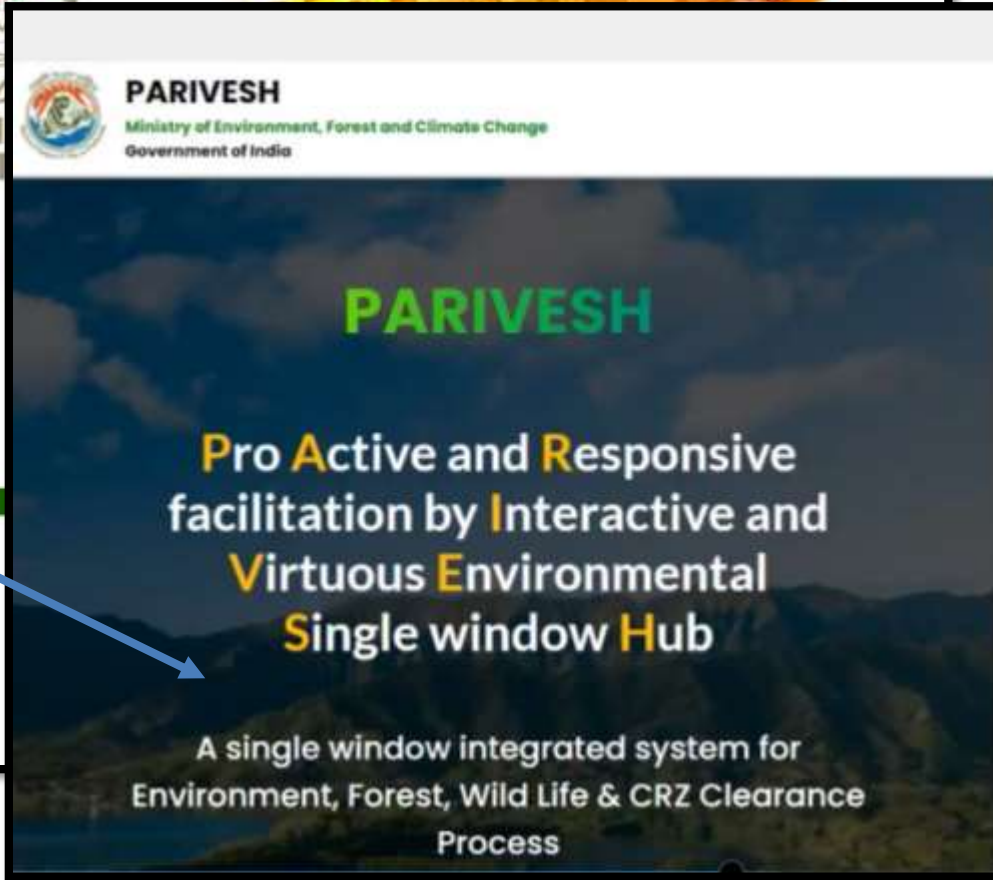 PARIVESH
Ministry of Environment, Forest and Climate Change
Government of India
PARIVESH
Pro Active and Responsive
facilitation by Interactive and
Virtuous Environmental
Single window Hub
A single window integrated system for
Environment, Forest, Wild Life & CRZ Clearance
Process